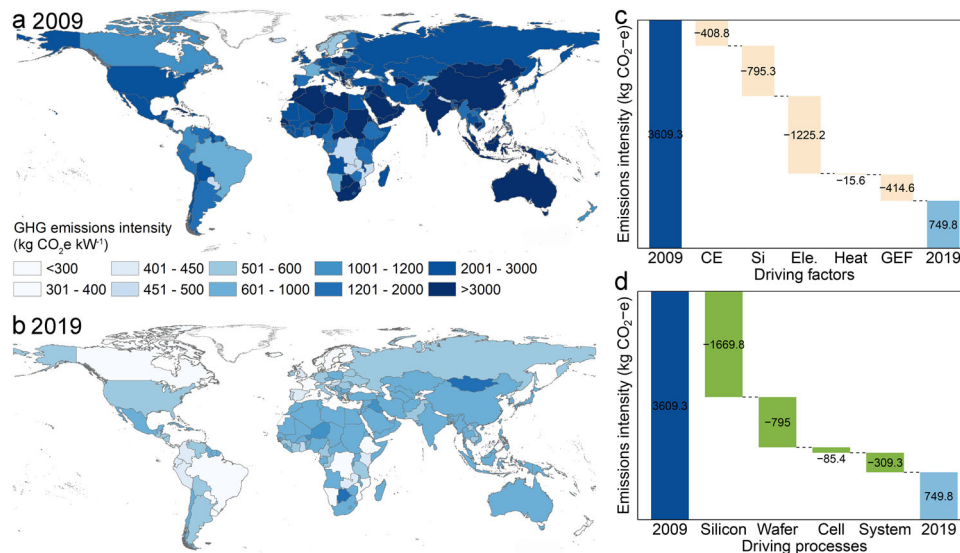 a 2009
GHG emissions intensity
(kg CO₂e kW⁻¹)
<300
401 - 450
501 - 600
1001 - 1200
2001 - 3000
301 - 400
451 - 500
601 - 1000
1201 - 2000
>3000
b 2019
c
Emissions intensity (kg CO₂−e)
3609.3
−408.8
−795.3
−1225.2
−15.6
−414.6
749.8
2009 CE Si Ele. Heat GEF 2019
Driving factors
d
Emissions intensity (kg CO₂−e)
3609.3
−1669.8
−795
−85.4
−309.3
749.8
2009 Silicon Wafer Cell System 2019
Driving processes